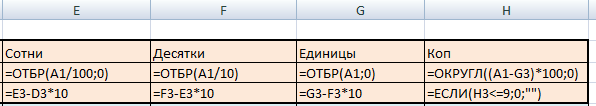 E F G H
Сотни Десятки Единицы Коп
=ОТБР(A1/100;0) =ОТБР(A1/10) =ОТБР(A1;0) =ОКРУГЛ((A1-G3)*100;0)
=E3-D3*10 =F3-E3*10 =G3-F3*10 =ЕСЛИ(H3<=9;0;"")